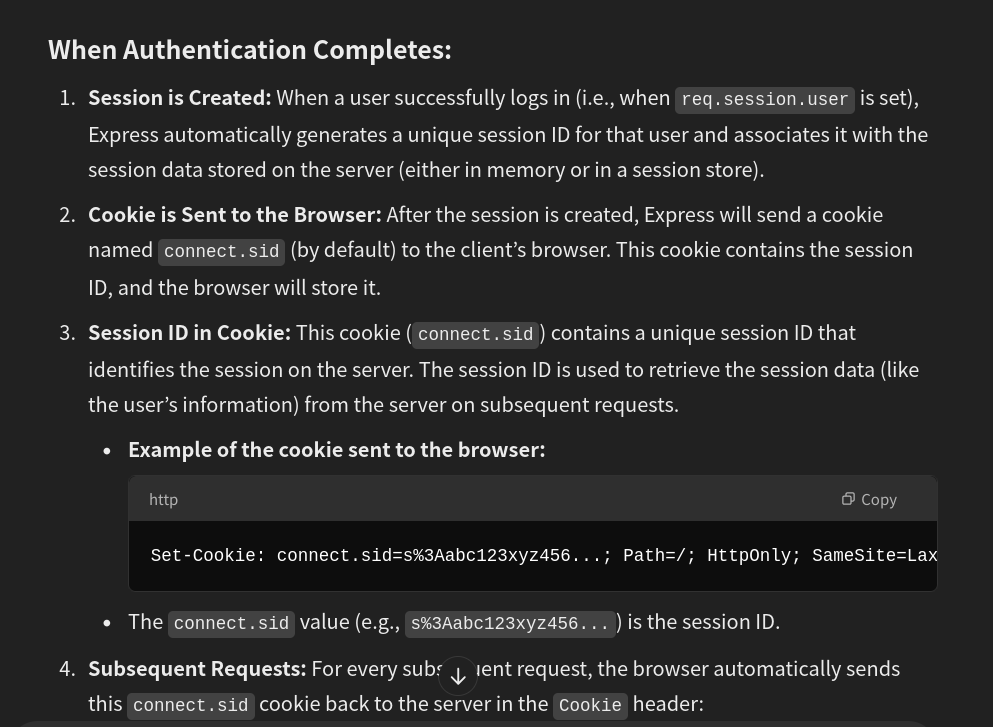 When Authentication Completes:
1. Session is Created: When a user successfully logs in (i.e., when req.session.user is set),
Express automatically generates a unique session ID for that user and associates it with the
session data stored on the server (either in memory or in a session store).
2. Cookie is Sent to the Browser: After the session is created, Express will send a cookie
named connect.sid (by default) to the client’s browser. This cookie contains the session
ID, and the browser will store it.
3. Session ID in Cookie: This cookie (connect.sid) contains a unique session ID that
identifies the session on the server. The session ID is used to retrieve the session data (like
the user’s information) from the server on subsequent requests.
• Example of the cookie sent to the browser:
http Copy
Set-Cookie: connect.sid=s%3Aabc123xyz456...; Path=/; HttpOnly; SameSite=Lax
• The connect.sid value (e.g., s%3Aabc123xyz456...) is the session ID.
4. Subsequent Requests: For every subsequent request, the browser automatically sends
this connect.sid cookie back to the server in the Cookie header: